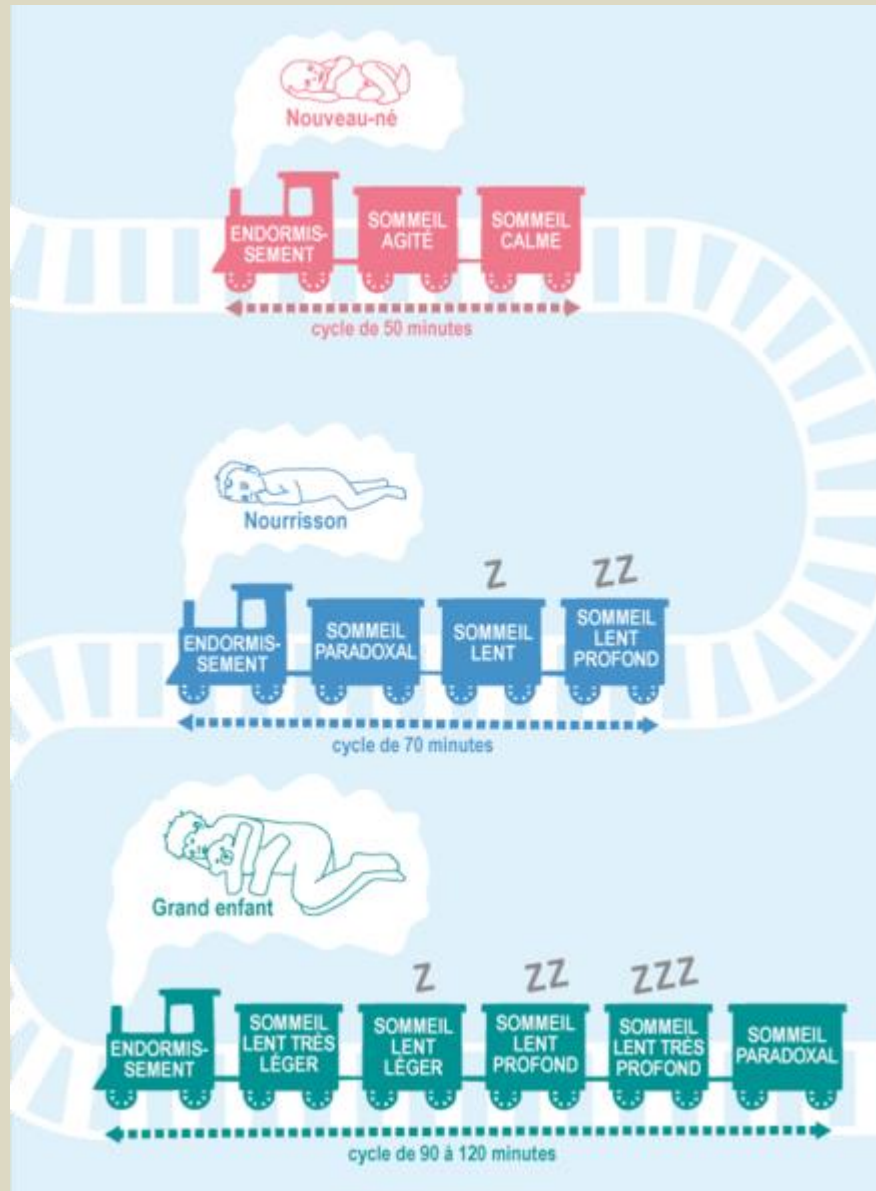 Nouveau-né
ENDORMIS-
SEMENT
SOMMEIL
AGITÉ
SOMMEIL
CALME
cycle de 50 minutes
Nourrisson
Z
ZZ
ENDORMIS-
SEMENT
SOMMEIL
PARADOXAL
SOMMEIL
LENT
SOMMEIL
LENT
PROFOND
cycle de 70 minutes
Grand enfant
Z
ZZ
ZZZ
ENDORMIS-
SEMENT
SOMMEIL
LENT TRÈS
LÉGER
SOMMEIL
LENT
LÉGER
SOMMEIL
LENT
PROFOND
SOMMEIL
LENT TRÈS
PROFOND
SOMMEIL
PARADOXAL
cycle de 90 à 120 minutes